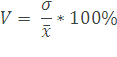 V = σ/x̄ * 100%